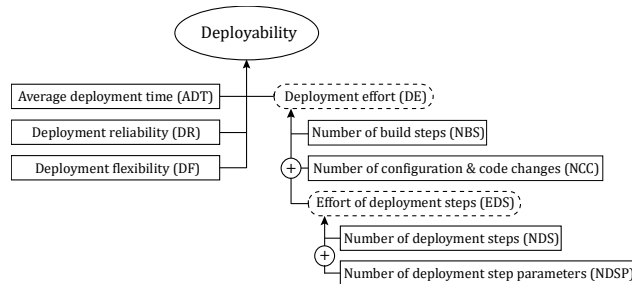 Deployability
Average deployment time (ADT)
Deployment effort (DE)
Deployment reliability (DR)
Number of build steps (NBS)
Deployment flexibility (DF)
+
Number of configuration & code changes (NCC)
Effort of deployment steps (EDS)
Number of deployment steps (NDS)
+
Number of deployment step parameters (NDSP)